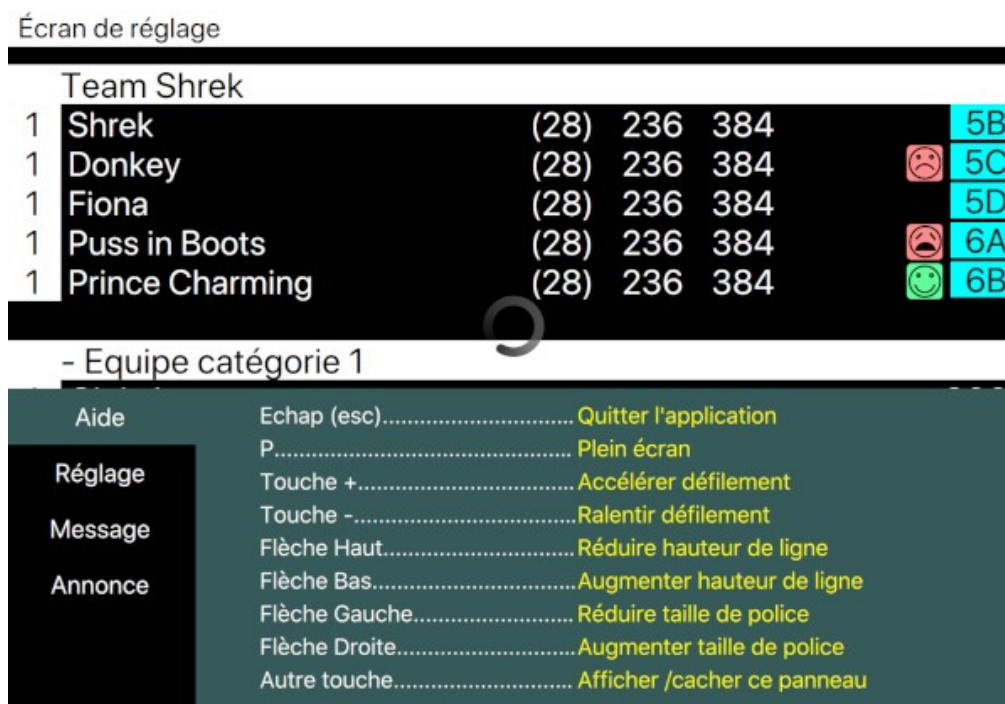 Écran de réglage
Team Shrek
1 Shrek (28) 236 384 5B
1 Donkey (28) 236 384 5C
1 Fiona (28) 236 384 5D
1 Puss in Boots (28) 236 384 6A
1 Prince Charming (28) 236 384 6B
- Equipe catégorie 1
Aide
Réglage
Message
Annonce
Echap (esc)............................... Quitter l'application
P................................................ Plein écran
Touche +................................... Accélérer défilement
Touche -....................................Ralentir défilement
Flèche Haut...............................Réduire hauteur de ligne
Flèche Bas.................................Augmenter hauteur de ligne
Flèche Gauche.......................... Réduire taille de police
Flèche Droite.............................Augmenter taille de police
Autre touche............................. Afficher /cacher ce panneau